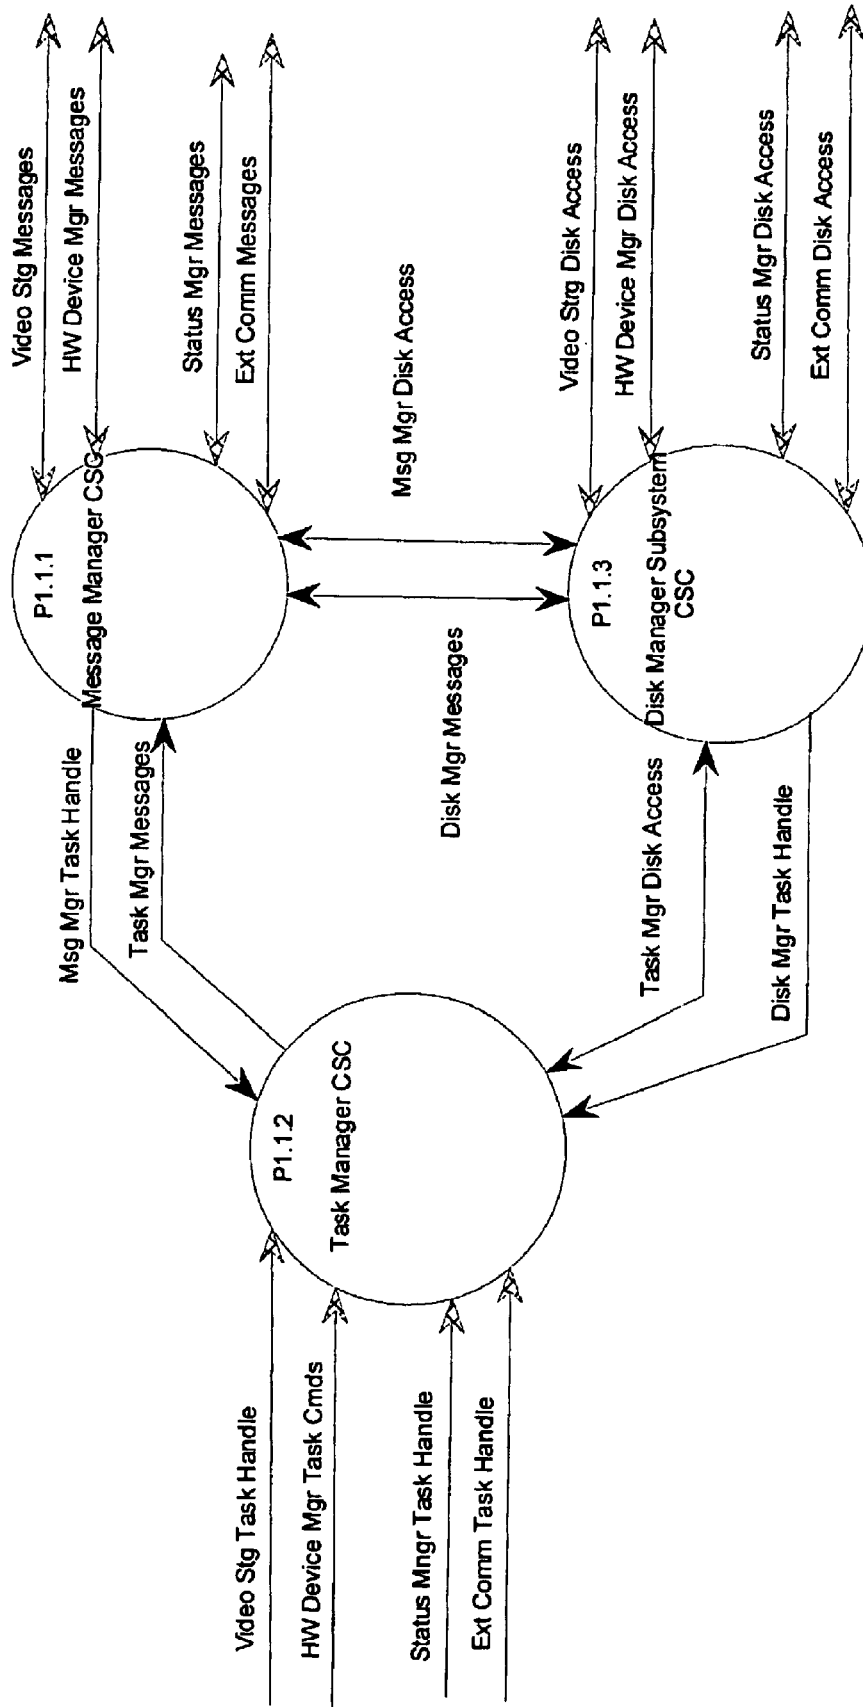 Video Stg Messages
HW Device Mgr Messages
Status Mgr Messages
Ext Comm Messages
P1.1.1
Message Manager CSC
Msg Mgr Task Handle
Task Mgr Messages
Msg Mgr Disk Access
Disk Mgr Messages
Video Strg Disk Access
HW Device Mgr Disk Access
Status Mgr Disk Access
Ext Comm Disk Access
P1.1.3
Disk Manager Subsystem
CSC
Task Mgr Disk Access
Disk Mgr Task Handle
P1.1.2
Task Manager CSC
Video Stg Task Handle
HW Device Mgr Task Cmds
Status Mngr Task Handle
Ext Comm Task Handle